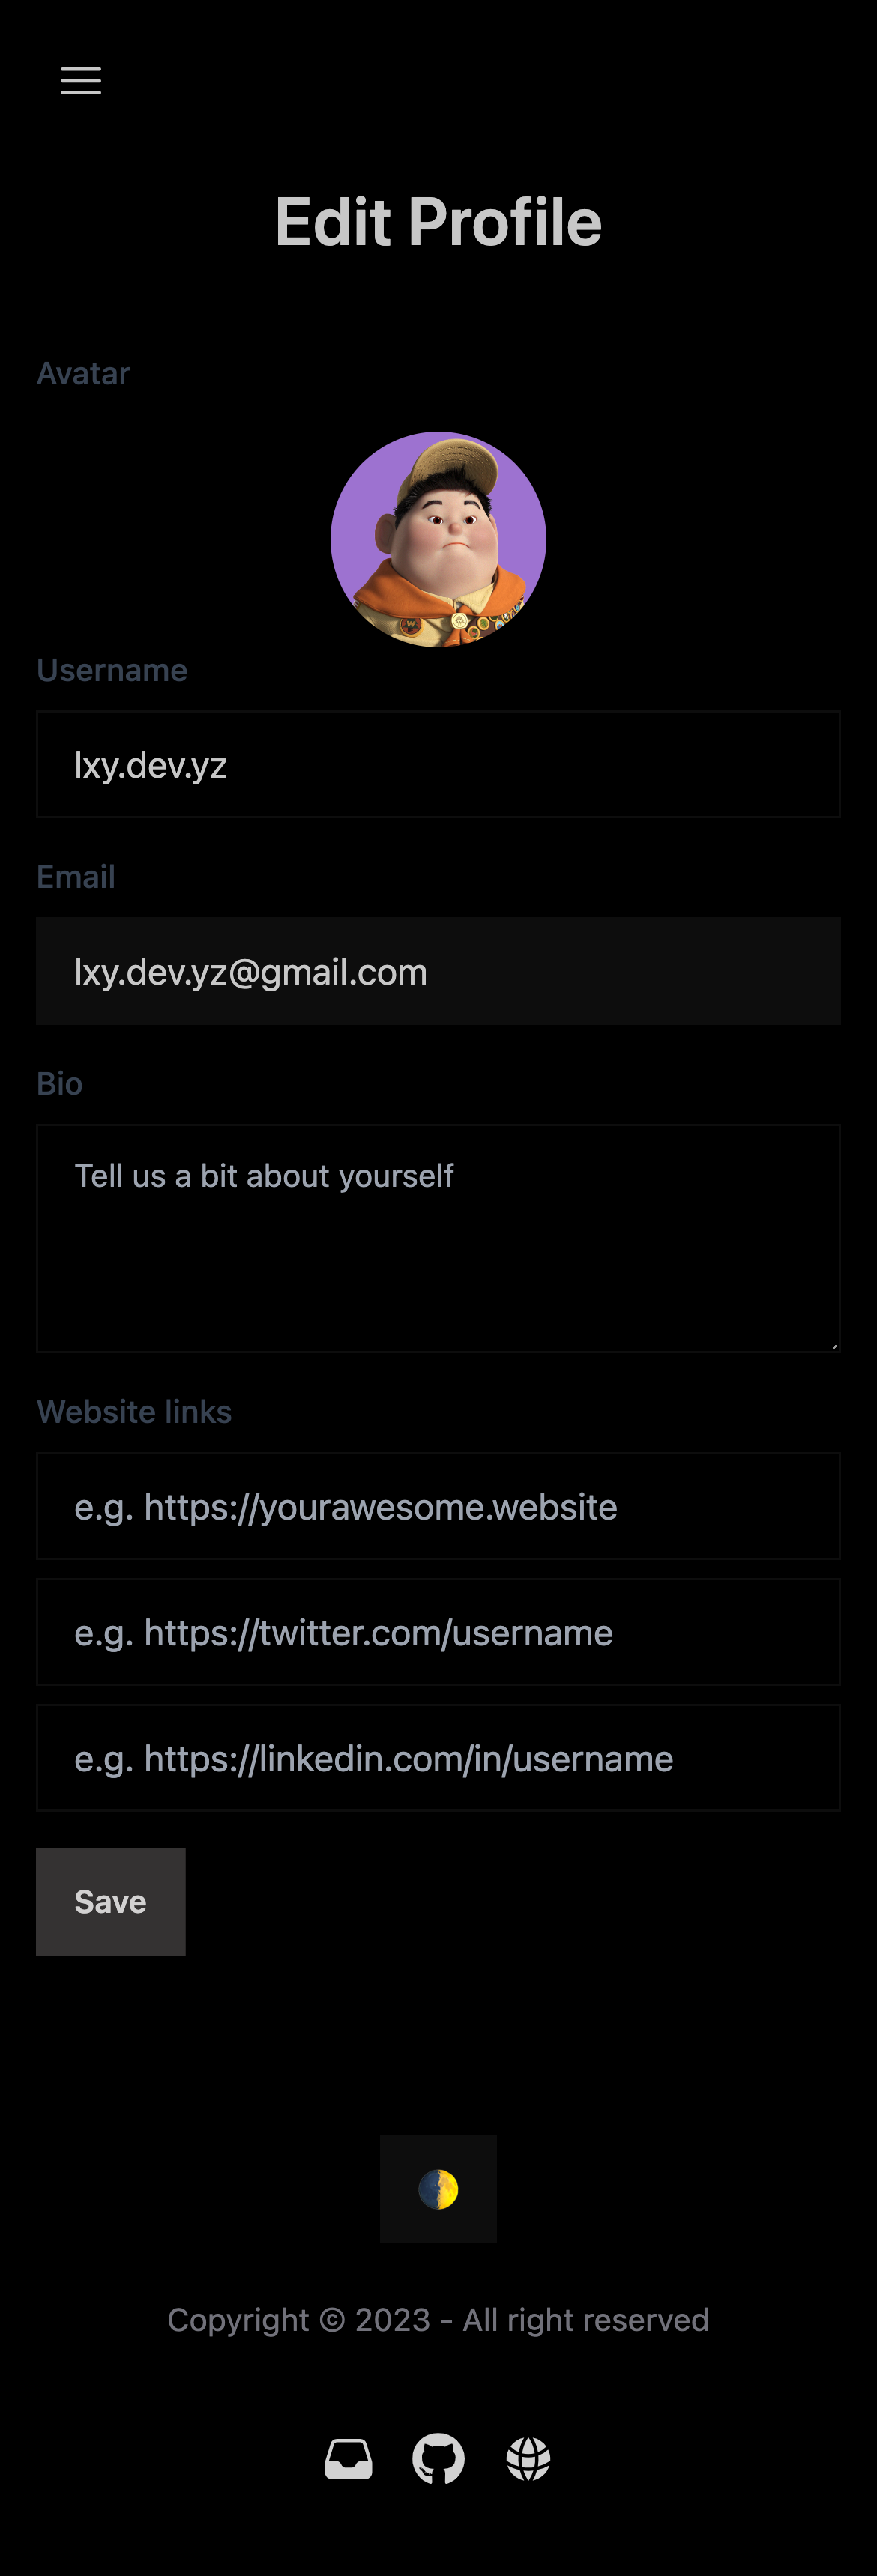 Edit Profile
Avatar
Username
lxy.dev.yz
Email
lxy.dev.yz@gmail.com
Bio
Tell us a bit about yourself
Website links
e.g. https://yourawesome.website
e.g. https://twitter.com/username
e.g. https://linkedin.com/in/username
Save
Copyright © 2023 - All right reserved